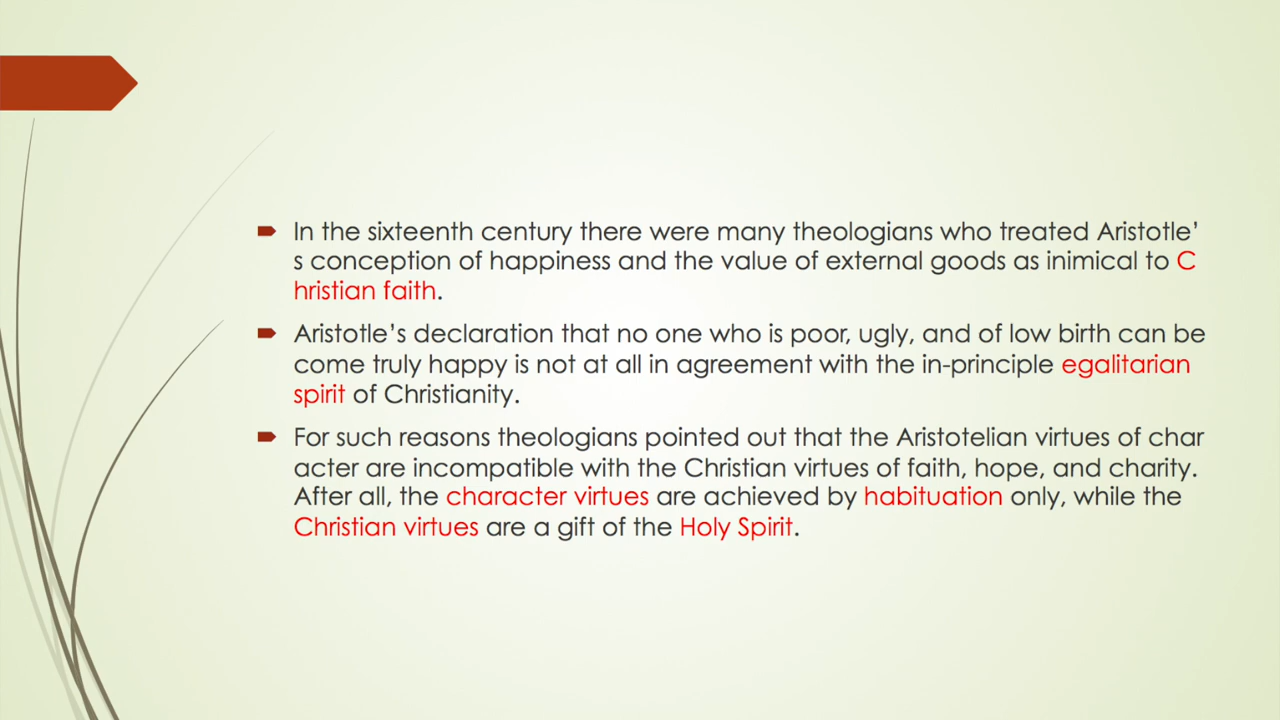 In the sixteenth century there were many theologians who treated Aristotle’
s conception of happiness and the value of external goods as inimical to C
hristian faith.
Aristotle’s declaration that no one who is poor, ugly, and of low birth can be
come truly happy is not at all in agreement with the in-principle egalitarian
spirit of Christianity.
For such reasons theologians pointed out that the Aristotelian virtues of char
acter are incompatible with the Christian virtues of faith, hope, and charity.
After all, the character virtues are achieved by habituation only, while the
Christian virtues are a gift of the Holy Spirit.